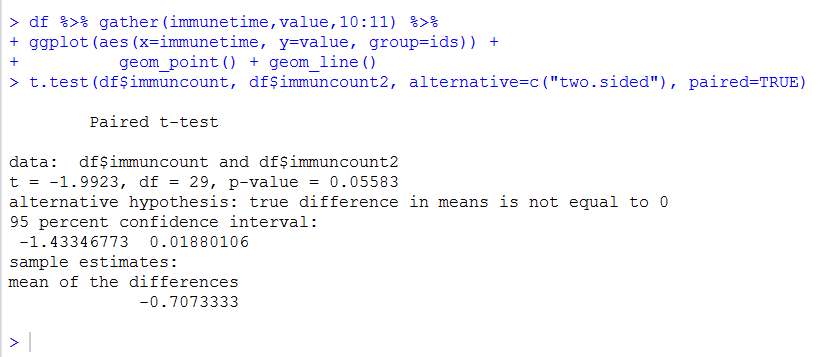 > df %>% gather(immunetime,value,10:11) %>%
+ ggplot(aes(x=immunetime, y=value, group=ids)) +
+          geom_point() + geom_line()
> t.test(df$immuncount, df$immuncount2, alternative=c("two.sided"), paired=TRUE)
        Paired t-test
data:  df$immuncount and df$immuncount2
t = -1.9923, df = 29, p-value = 0.05583
alternative hypothesis: true difference in means is not equal to 0
95 percent confidence interval:
 -1.43346773  0.01880106
sample estimates:
mean of the differences
             -0.7073333
>